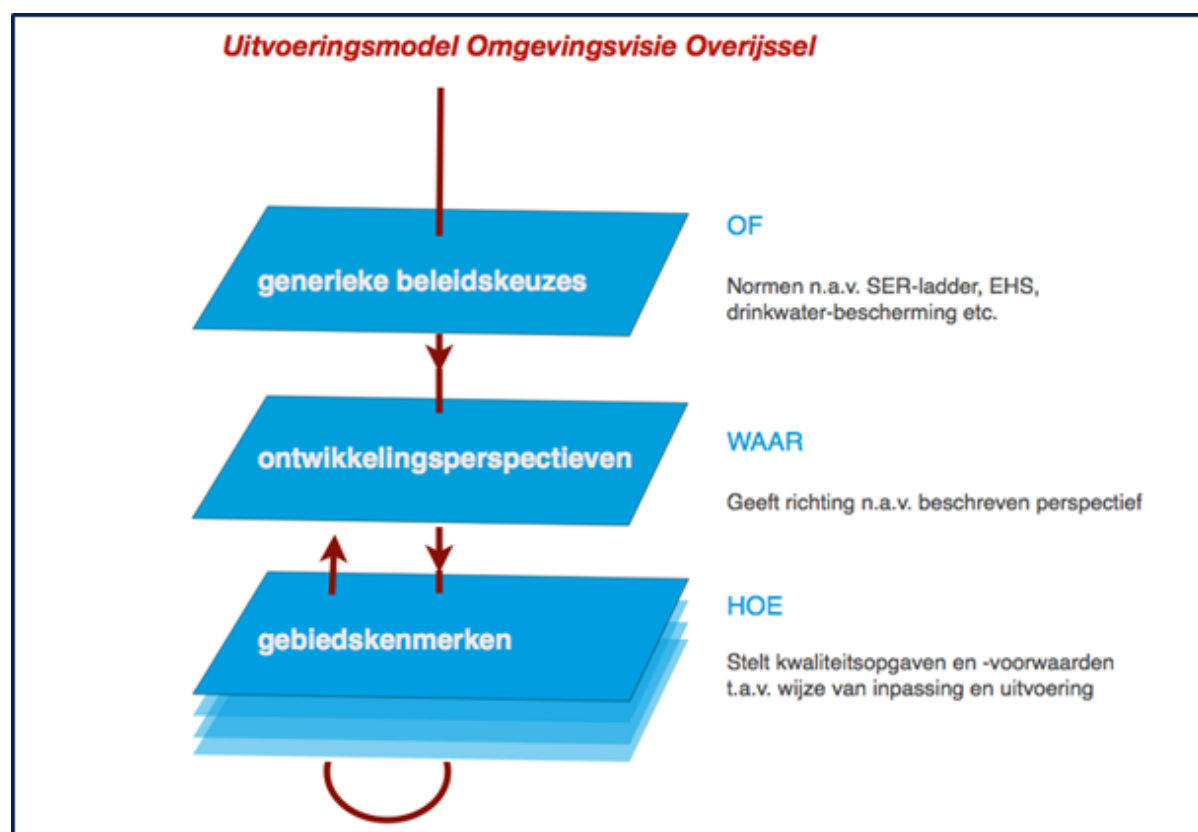 Uitvoeringsmodel Omgevingsvisie Overijssel
generieke beleidskeuzes
OF
Normen n.a.v. SER-ladder, EHS,
drinkwater-bescherming etc.
ontwikkelingsperspectieven
WAAR
Geeft richting n.a.v. beschreven perspectief
gebiedskenmerken
HOE
Stelt kwaliteitsopgaven en -voorwaarden
t.a.v. wijze van inpassing en uitvoering